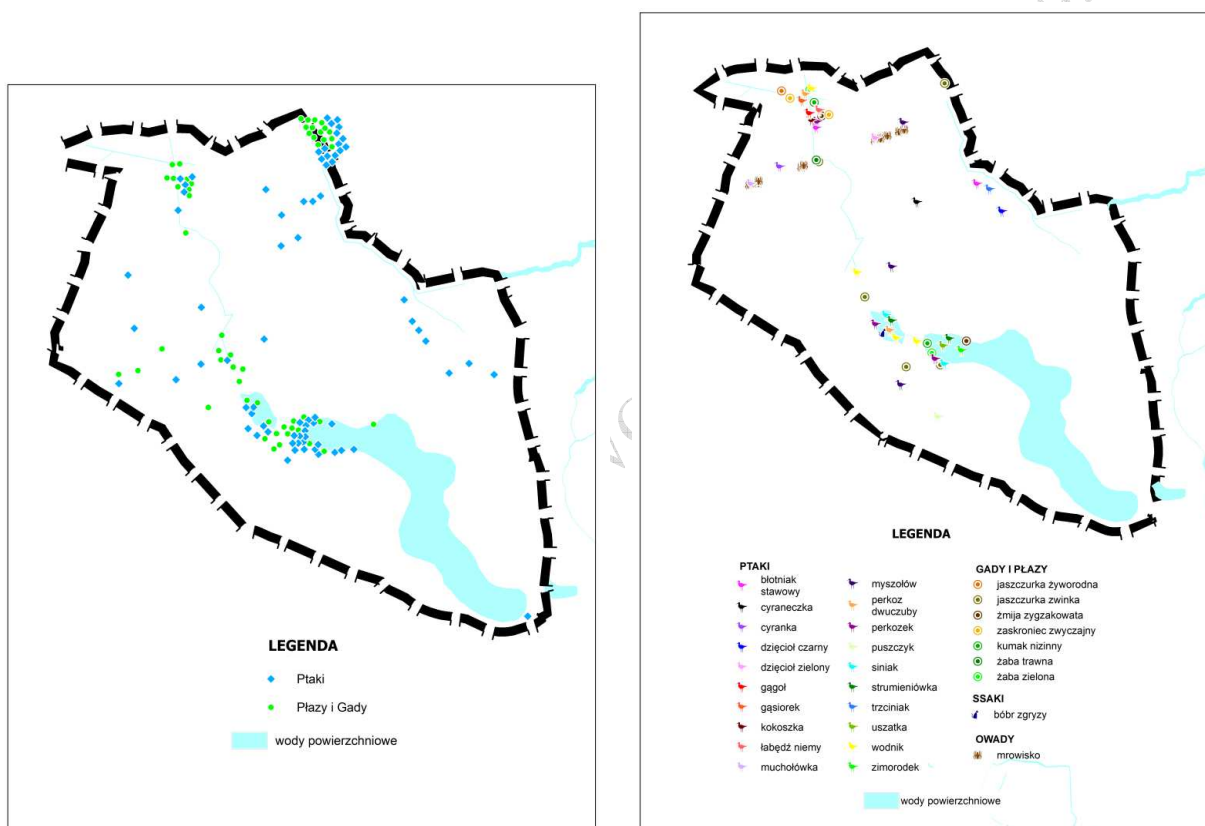 LEGENDA
Ptaki
Płazy i Gady
wody powierzchniowe
LEGENDA
PTAKI
błotniak
stawowy
cyraneczka
cyranka
dzięcioł czarny
dzięcioł zielony
gągoł
gąsiorek
kokoszka
łabędź niemy
muchołówka
myszołów
perkoz
dwuczuby
perkozek
puszczyk
siniak
strumieniówka
trzciniak
uszatka
wodnik
zimorodek
GADY I PŁAZY
jaszczurka żyworodna
jaszczurka zwinka
żmija zygzakowata
zaskroniec zwyczajny
kumak nizinny
żaba trawna
żaba zielona
SSAKI
bóbr zgryzy
OWADY
mrowisko
wody powierzchniowe